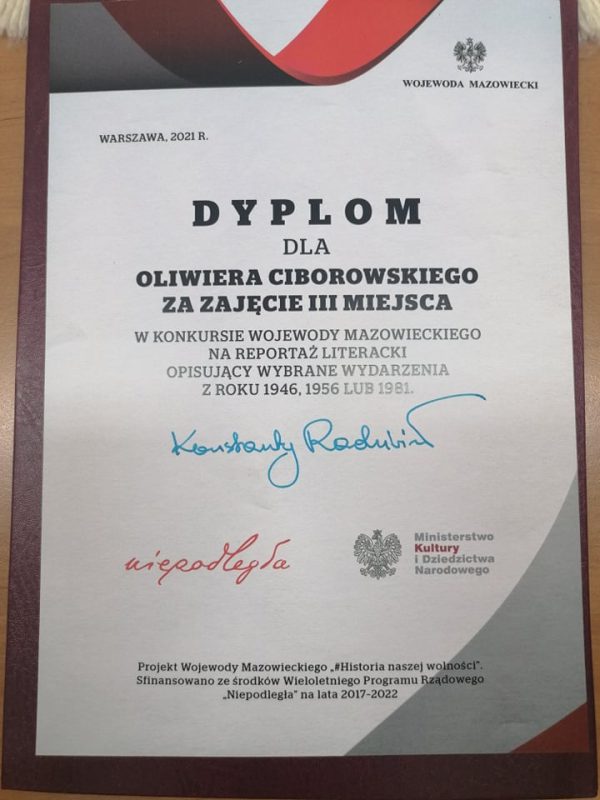 WOJEWODA MAZOWIECKI
WARSZAWA, 2021 R.
DYPLOM
DLA
OLIWIERA CIBOROWSKIEGO
ZA ZAJĘCIE III MIEJSCA
W KONKURSIE WOJEWODY MAZOWIECKIEGO
NA REPORTAŻ LITERACKI
OPISUJĄCY WYBRANE WYDARZENIA
Z ROKU 1946, 1956 LUB 1981.
Konstanty Radziwiłł
niepodległa
Ministerstwo
Kultury
i Dziedzictwa
Narodowego
Projekt Wojewody Mazowieckiego „#Historia naszej wolności".
Sfinansowano ze środków Wieloletniego Programu Rządowego
„Niepodległa" na lata 2017-2022